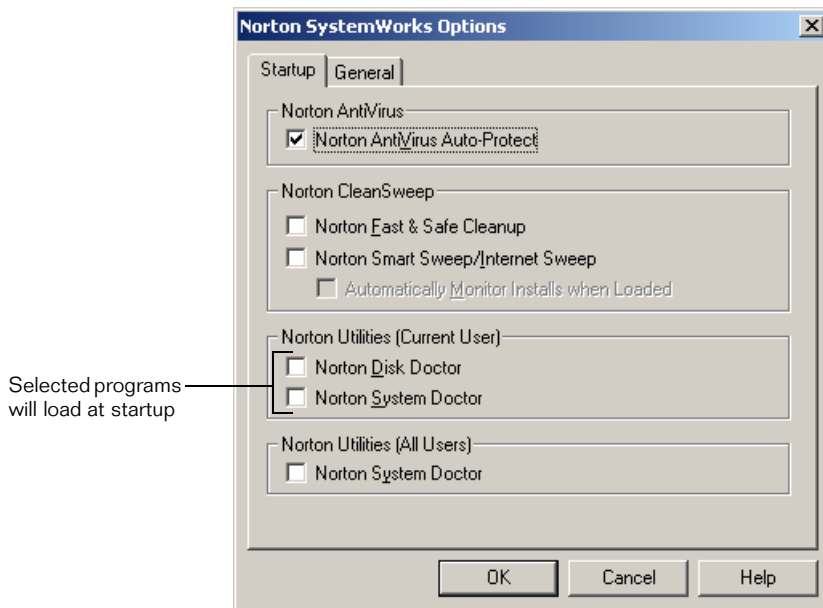 Norton SystemWorks Options
Startup
General
Norton AntiVirus
Norton AntiVirus Auto-Protect
Norton CleanSweep
Norton Fast & Safe Cleanup
Norton Smart Sweep/Internet Sweep
Automatically Monitor Installs when Loaded
Norton Utilities (Current User)
Norton Disk Doctor
Norton System Doctor
Selected programs
will load at startup
Norton Utilities (All Users)
Norton System Doctor
OK
Cancel
Help